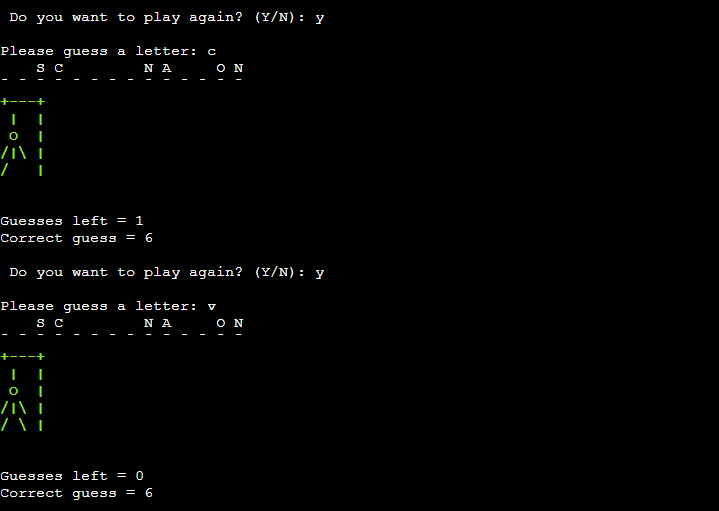 Do you want to play again? (Y/N): y
Please guess a letter: c
    S C         N A     O N
- - - - - - - - - - - - - -
+---+
 |  |
 o  |
/|\ |
/   |
Guesses left = 1
Correct guess = 6
 Do you want to play again? (Y/N): y
Please guess a letter: v
    S C         N A     O N
- - - - - - - - - - - - - -
+---+
 |  |
 o  |
/|\ |
/ \ |
Guesses left = 0
Correct guess = 6